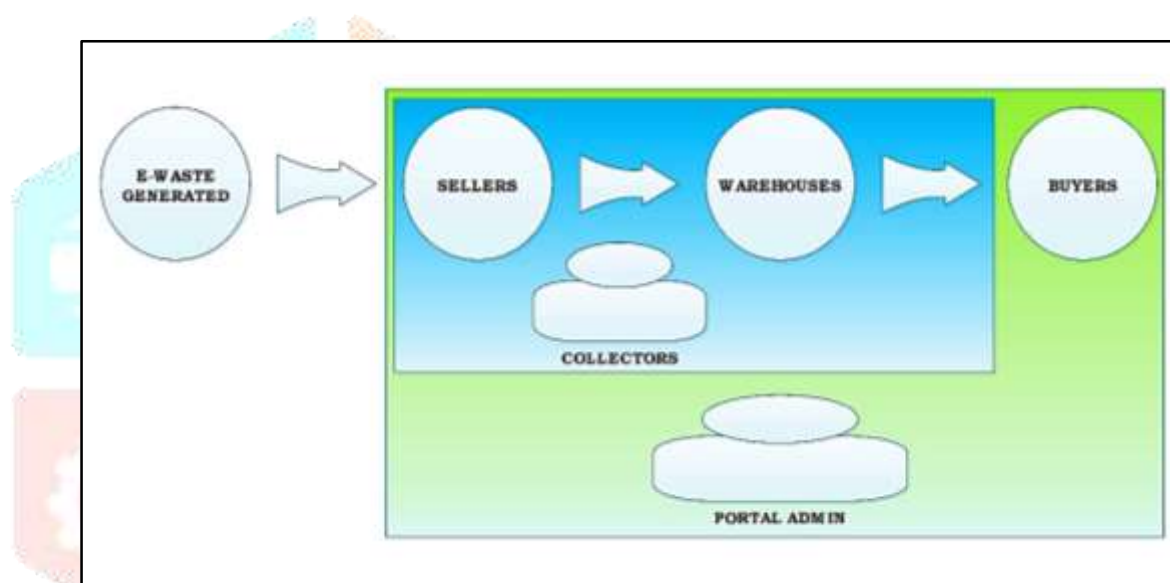 E-WASTE
GENERATED
SELLERS
WAREHOUSES
BUYERS
COLLECTORS
PORTAL ADMIN